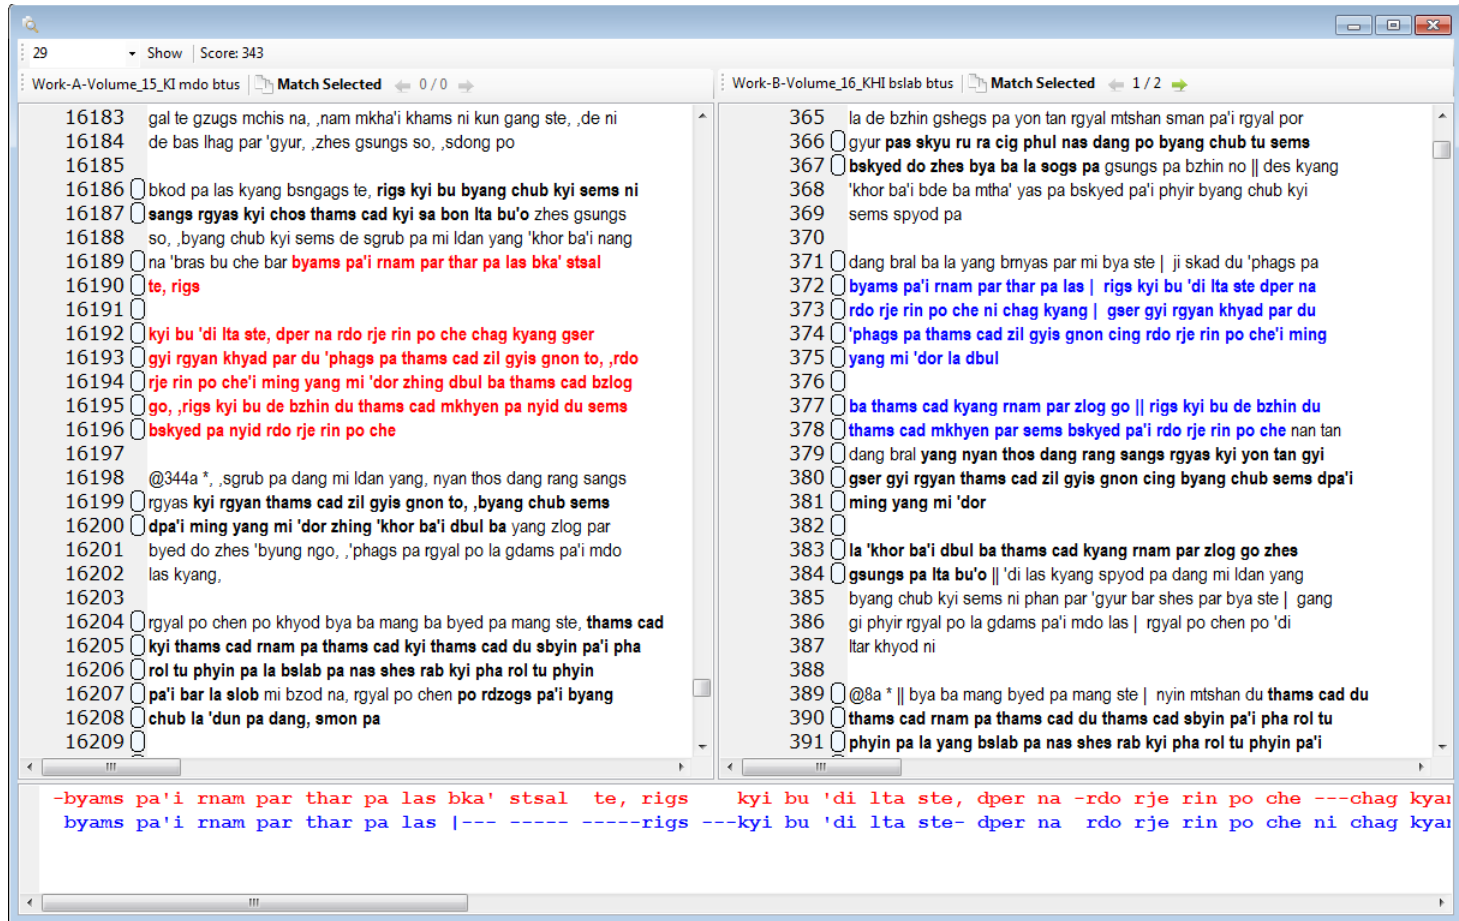 29 Show Score: 343
Work-A-Volume_15_KI mdo btus Match Selected 0 / 0
16183 gal te gzugs mchis na, ,nam mkha'i khams ni kun gang ste, ,de ni
16184 de bas lhag par 'gyur, ,zhes gsungs so, ,sdong po
16185
16186 bkod pa las kyang bsngags te, rigs kyi bu byang chub kyi sems ni
16187 sangs rgyas kyi chos thams cad kyi sa bon lta bu'o zhes gsungs
16188 so, ,byang chub kyi sems de sgrub pa mi ldan yang 'khor ba'i nang
16189 na 'bras bu che bar byams pa'i rnam par thar pa las bka' stsal
16190 te, rigs
16191
16192 kyi bu 'di lta ste, dper na rdo rje rin po che chag kyang gser
16193 gyi rgyan khyad par du 'phags pa thams cad zil gyis gnon to, ,rdo
16194 rje rin po che'i ming yang mi 'dor zhing dbul ba thams cad bzlog
16195 go, ,rigs kyi bu de bzhin du thams cad mkhyen pa nyid du sems
16196 bskyed pa nyid rdo rje rin po che
16197
16198 @344a *, ,sgrub pa dang mi ldan yang, nyan thos dang rang sangs
16199 rgyas kyi rgyan thams cad zil gyis gnon to, ,byang chub sems
16200 dpa'i ming yang mi 'dor zhing 'khor ba'i dbul ba yang zlog par
16201 byed do zhes 'byung ngo, ,'phags pa rgyal po la gdams pa'i mdo
16202 las kyang,
16203
16204 rgyal po chen po khyod bya ba mang ba byed pa mang ste, thams cad
16205 kyi thams cad rnam pa thams cad kyi thams cad du sbyin pa'i pha
16206 rol tu phyin pa la bslab pa nas shes rab kyi pha rol tu phyin
16207 pa'i bar la slob mi bzod na, rgyal po chen po rdzogs pa'i byang
16208 chub la 'dun pa dang, smon pa
16209
Work-B-Volume_16_KHI bslab btus Match Selected 1 / 2
365 la de bzhin gshegs pa yon tan rgyal mtshan sman pa'i rgyal por
366 gyur pas skyu ru ra cig phul nas dang po byang chub tu sems
367 bskyed do zhes bya ba la sogs pa gsungs pa bzhin no || des kyang
368 'khor ba'i bde ba mtha' yas pa bskyed pa'i phyir byang chub kyi
369 sems spyod pa
370
371 dang bral ba la yang brnyas par mi bya ste | ji skad du 'phags pa
372 byams pa'i rnam par thar pa las | rigs kyi bu 'di lta ste dper na
373 rdo rje rin po che ni chag kyang | gser gyi rgyan khyad par du
374 'phags pa thams cad zil gyis gnon cing rdo rje rin po che'i ming
375 yang mi 'dor la dbul
376
377 ba thams cad kyang rnam par zlog go || rigs kyi bu de bzhin du
378 thams cad mkhyen par sems bskyed pa'i rdo rje rin po che nan tan
379 dang bral yang nyan thos dang rang sangs rgyas kyi yon tan gyi
380 gser gyi rgyan thams cad zil gyis gnon cing byang chub sems dpa'i
381 ming yang mi 'dor
382
383 la 'khor ba'i dbul ba thams cad kyang rnam par zlog go zhes
384 gsungs pa lta bu'o || 'di las kyang spyod pa dang mi ldan yang
385 byang chub kyi sems ni phan par 'gyur bar shes par bya ste | gang
386 gi phyir rgyal po la gdams pa'i mdo las | rgyal po chen po 'di
387 ltar khyod ni
388
389 @8a * || bya ba mang byed pa mang ste | nyin mtshan du thams cad du
390 thams cad rnam pa thams cad du thams cad sbyin pa'i pha rol tu
391 phyin pa la yang bslab pa nas shes rab kyi pha rol tu phyin pa'i
-byams pa'i rnam par thar pa las bka' stsal te, rigs kyi bu 'di lta ste, dper na -rdo rje rin po che ---chag kyan
byams pa'i rnam par thar pa las |--- ----- -----rigs ---kyi bu 'di lta ste- dper na rdo rje rin po che ni chag kyan